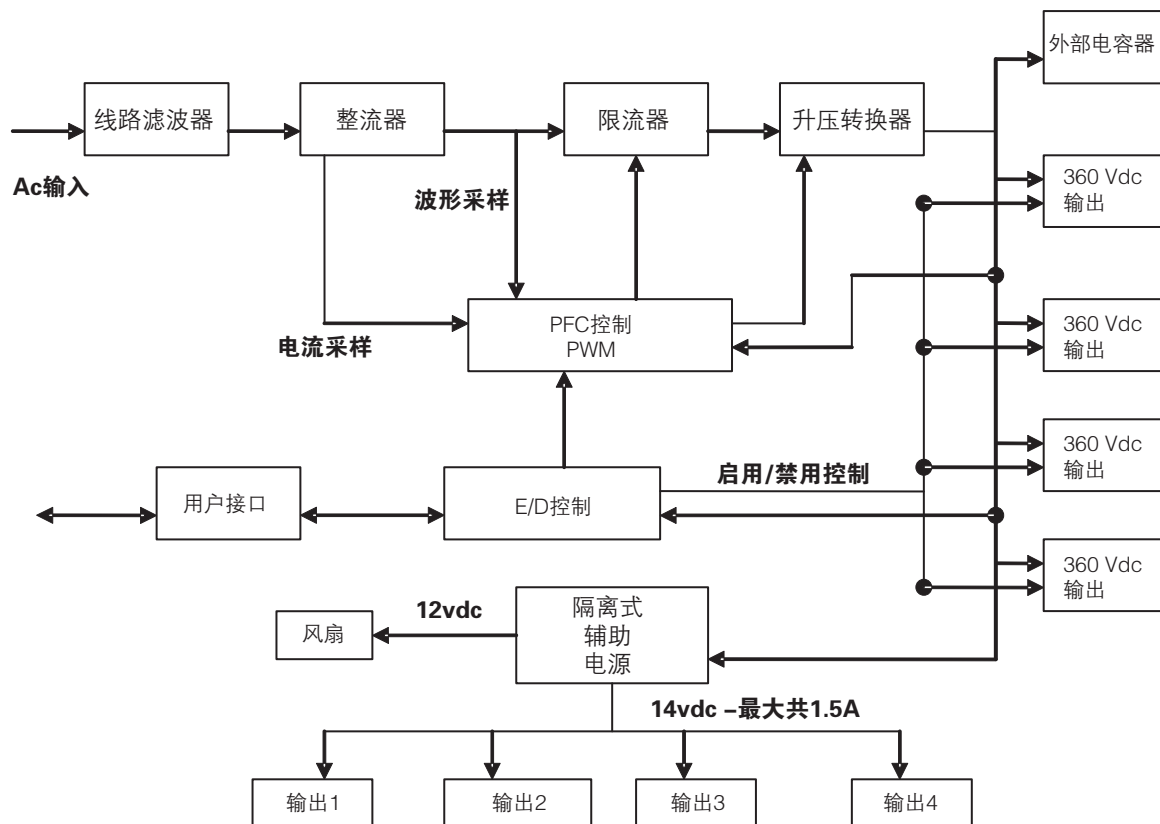 外部电容器
线路滤波器
整流器
限流器
升压转换器
Ac输入
波形采样
360 Vdc
输出
电流采样
PFC控制
PWM
360 Vdc
输出
启用/禁用控制
360 Vdc
输出
用户接口
E/D控制
360 Vdc
输出
12vdc
风扇
隔离式
辅助
电源
14vdc –最大共1.5A
输出1
输出2
输出3
输出4